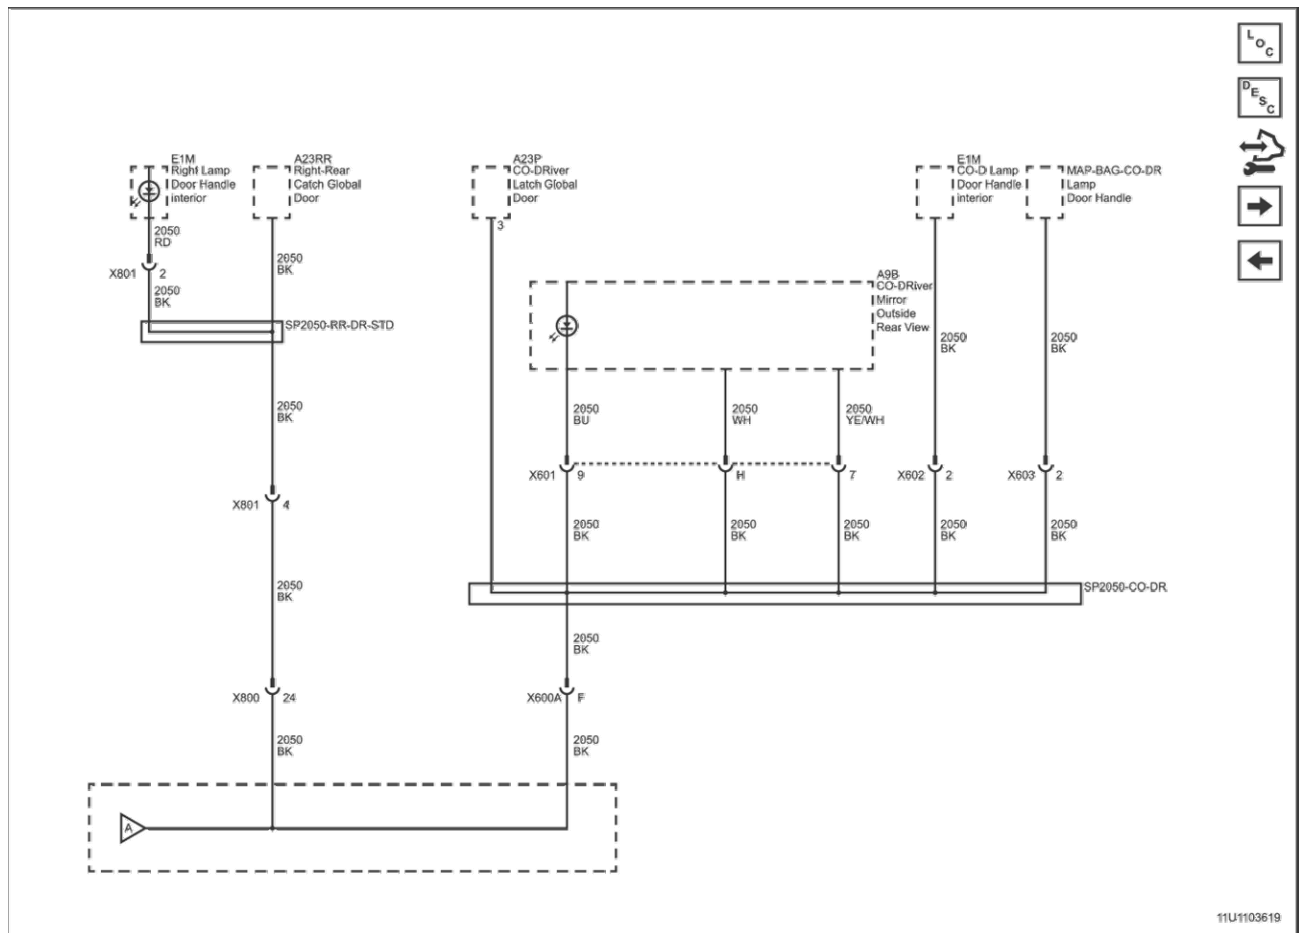 LOC
DESC
E1M
Right Lamp
Door Handle
interior
A23RR
Right-Rear
Catch Global
Door
A23P
CO-DRiver
Latch Global
Door
E1M
CO-D Lamp
Door Handle
interior
MAP-BAG-CO-DR
Lamp
Door Handle
3
2050
RD
X801
2
2050
BK
2050
BK
SP2050-RR-DR-STD
A9B
CO-DRiver
Mirror
Outside
Rear View
2050
BK
2050
BK
2050
BK
2050
BU
2050
WH
2050
YE/WH
X601
9
H
7
X602
2
X603
2
X801
4
2050
BK
2050
BK
2050
BK
2050
BK
2050
BK
2050
BK
SP2050-CO-DR
2050
BK
X800
24
X600A
F
2050
BK
2050
BK
A
11U1103619